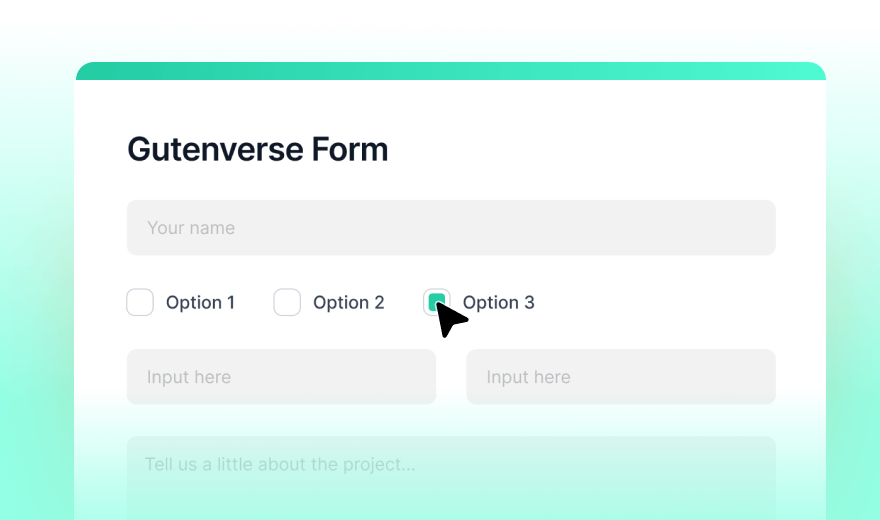 Gutenverse Form
Your name
Option 1 Option 2 Option 3
Input here Input here
Tell us a little about the project...